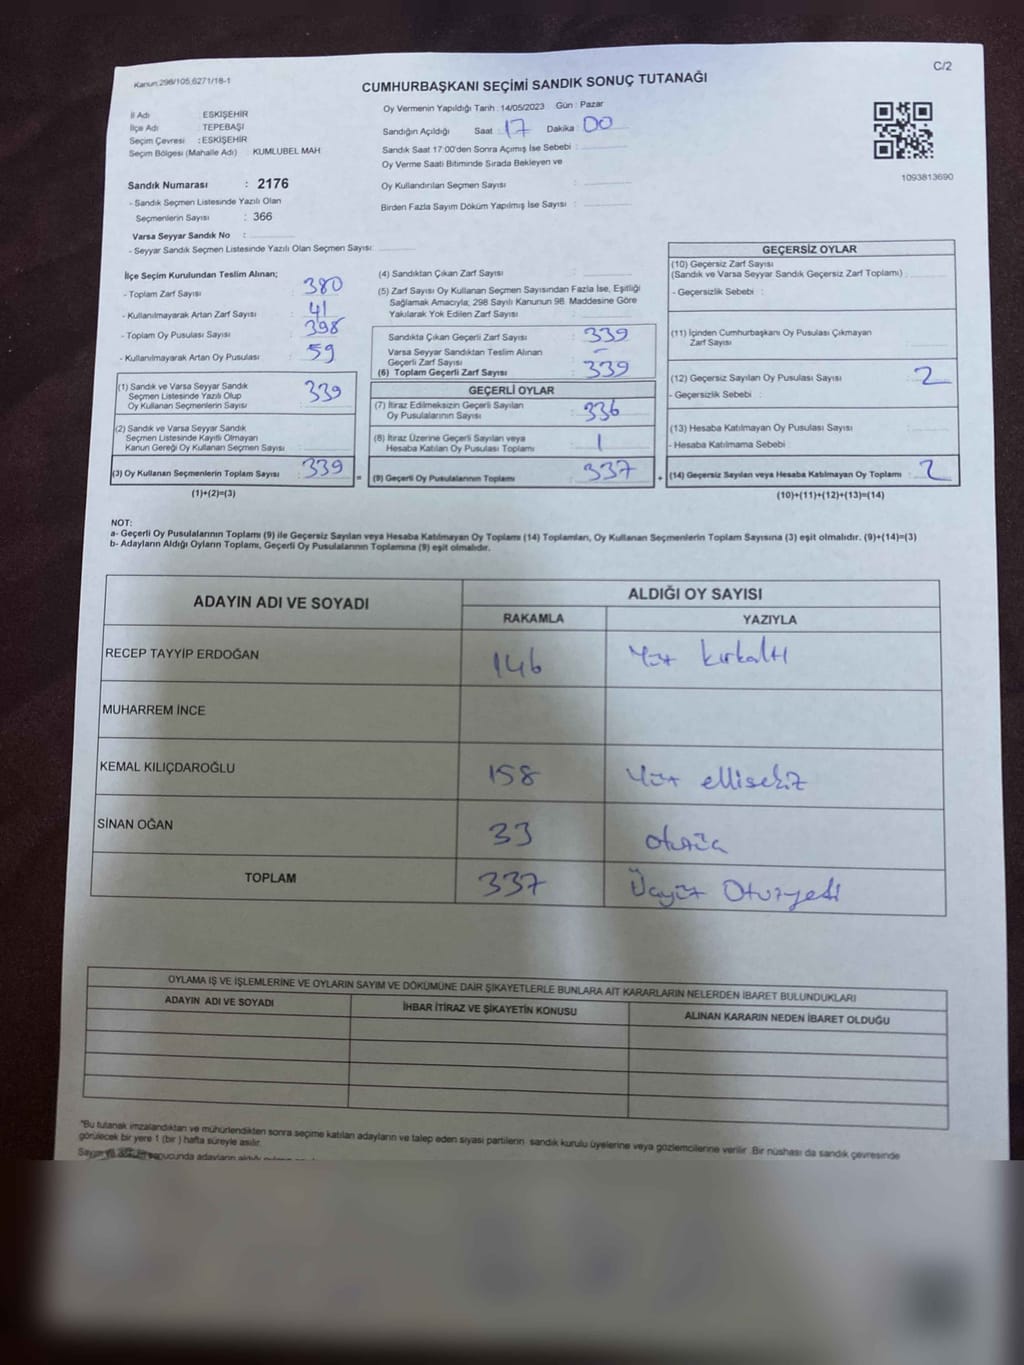 Kanun:298/105,6271/18-1
C/2
CUMHURBAŞKANI SEÇİMİ SANDIK SONUÇ TUTANAĞI
İl Adı : ESKİŞEHİR
İlçe Adı : TEPEBAŞI
Seçim Çevresi : ESKİŞEHİR
Seçim Bölgesi (Mahalle Adı) : KUMLUBEL MAH
Sandık Numarası : 2176
- Sandık Seçmen Listesinde Yazılı Olan
Seçmenlerin Sayısı : 366
Varsa Seyyar Sandık No :
- Seyyar Sandık Seçmen Listesinde Yazılı Olan Seçmen Sayısı:
Oy Vermenin Yapıldığı Tarih : 14/05/2023 Gün : Pazar
Sandığın Açıldığı Saat : 17 Dakika : 00
Sandık Saat 17:00'den Sonra Açımış İse Sebebi :
Oy Verme Saati Bitiminde Sırada Bekleyen ve
Oy Kullandırılan Seçmen Sayısı :
Birden Fazla Sayım Döküm Yapılmış İse Sayısı :
1093813690
İlçe Seçim Kurulundan Teslim Alınan;
- Toplam Zarf Sayısı : 380
- Kullanılmayarak Artan Zarf Sayısı : 41
- Toplam Oy Pusulası Sayısı : 398
- Kullanılmayarak Artan Oy Pusulası : 59
(1) Sandık ve Varsa Seyyar Sandık
Seçmen Listesinde Yazılı Olup
Oy Kullanan Seçmenlerin Sayısı : 339
(2) Sandık ve Varsa Seyyar Sandık
Seçmen Listesinde Kayıtlı Olmayan
Kanun Gereği Oy Kullanan Seçmen Sayısı :
(3) Oy Kullanan Seçmenlerin Toplam Sayısı : 339
(1)+(2)=(3)
=
(4) Sandıktan Çıkan Zarf Sayısı :
(5) Zarf Sayısı Oy Kullanan Seçmen Sayısından Fazla İse, Eşitliği
Sağlamak Amacıyla; 298 Sayılı Kanunun 98. Maddesine Göre
Yakılarak Yok Edilen Zarf Sayısı :
Sandıkta Çıkan Geçerli Zarf Sayısı : 339
Varsa Seyyar Sandıktan Teslim Alınan
Geçerli Zarf Sayısı : -
(6) Toplam Geçerli Zarf Sayısı : 339
GEÇERLİ OYLAR
(7) İtiraz Edilmeksizin Geçerli Sayılan
Oy Pusulalarının Sayısı : 336
(8) İtiraz Üzerine Geçerli Sayılan veya
Hesaba Katılan Oy Pusulası Toplamı : 1
(9) Geçerli Oy Pusulalarının Toplamı : 337
+
GEÇERSİZ OYLAR
(10) Geçersiz Zarf Sayısı
(Sandık ve Varsa Seyyar Sandık Geçersiz Zarf Toplamı) :
- Geçersizlik Sebebi :
(11) İçinden Cumhurbaşkanı Oy Pusulası Çıkmayan
Zarf Sayısı :
(12) Geçersiz Sayılan Oy Pusulası Sayısı : 2
- Geçersizlik Sebebi :
(13) Hesaba Katılmayan Oy Pusulası Sayısı :
- Hesaba Katılmama Sebebi :
(14) Geçersiz Sayılan veya Hesaba Katılmayan Oy Toplamı : 2
(10)+(11)+(12)+(13)=(14)
NOT:
a- Geçerli Oy Pusulalarının Toplamı (9) ile Geçersiz Sayılan veya Hesaba Katılmayan Oy Toplamı (14) Toplamları, Oy Kullanan Seçmenlerin Toplam Sayısına (3) eşit olmalıdır. (9)+(14)=(3)
b- Adayların Aldığı Oyların Toplamı, Geçerli Oy Pusulalarının Toplamına (9) eşit olmalıdır.
ADAYIN ADI VE SOYADI ALDIĞI OY SAYISI
RAKAMLA YAZIYLA
RECEP TAYYİP ERDOĞAN 146 Yüz kırkaltı
MUHARREM İNCE
KEMAL KILIÇDAROĞLU 158 Yüz ellisekiz
SİNAN OĞAN 33 otuzüç
TOPLAM 337 Üçyüz Otuzyedi
OYLAMA İŞ VE İŞLEMLERİNE VE OYLARIN SAYIM VE DÖKÜMÜNE DAİR ŞİKAYETLERLE BUNLARA AİT KARARLARIN NELERDEN İBARET BULUNDUKLARI
ADAYIN ADI VE SOYADI İHBAR İTİRAZ VE ŞİKAYETİN KONUSU ALINAN KARARIN NEDEN İBARET OLDUĞU
"Bu tutanak imzalandıktan ve mühürlendikten sonra seçime katılan adayların ve talep eden siyasi partilerin sandık kurulu üyelerine veya gözlemcilerine verilir. Bir nüshası da sandık çevresinde
görülecek bir yere 1 (bir) hafta süreyle asılır.
Sayım sonucunda adayların aldığı